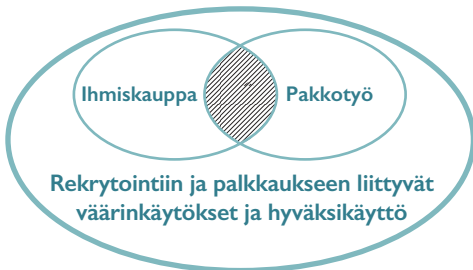 Ihmiskauppa
Pakkotyö
Rekrytointiin ja palkkaukseen liittyvät
väärinkäytökset ja hyväksikäyttö